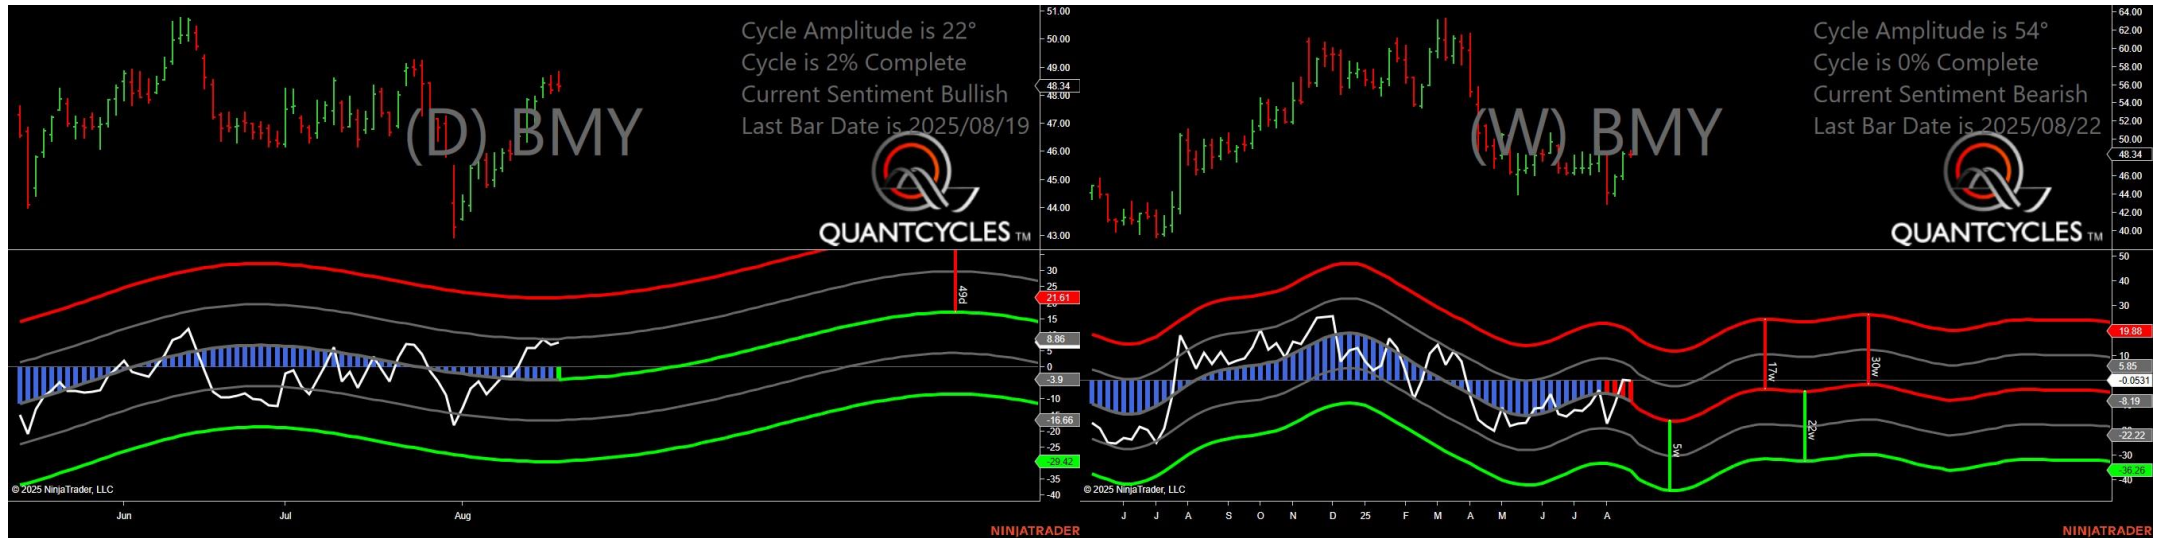 Cycle Amplitude is 22°
Cycle is 2% Complete
Current Sentiment Bullish
Last Bar Date is 2025/08/19
(D) BMY
QUANTCYCLES TM
51.00
50.00
49.00
48.34
48.00
47.00
46.00
45.00
44.00
43.00
49d
30
21.61
15
8.86
5
0
-3.9
-10
-16.66
-20
-25
-29.42
-35
-40
© 2025 NinjaTrader, LLC
Jun Jul Aug
NINJATRADER
Cycle Amplitude is 54°
Cycle is 0% Complete
Current Sentiment Bearish
Last Bar Date is 2025/08/22
(W) BMY
QUANTCYCLES TM
64.00
62.00
60.00
58.00
56.00
54.00
52.00
50.00
48.34
46.00
44.00
42.00
40.00
17w
30w
5w
22w
50
40
30
19.88
10
5.85
-0.0531
-8.19
-22.22
-30
-36.26
-40
© 2025 NinjaTrader, LLC
J J A S O N D 25 F M A M J J A
NINJATRADER